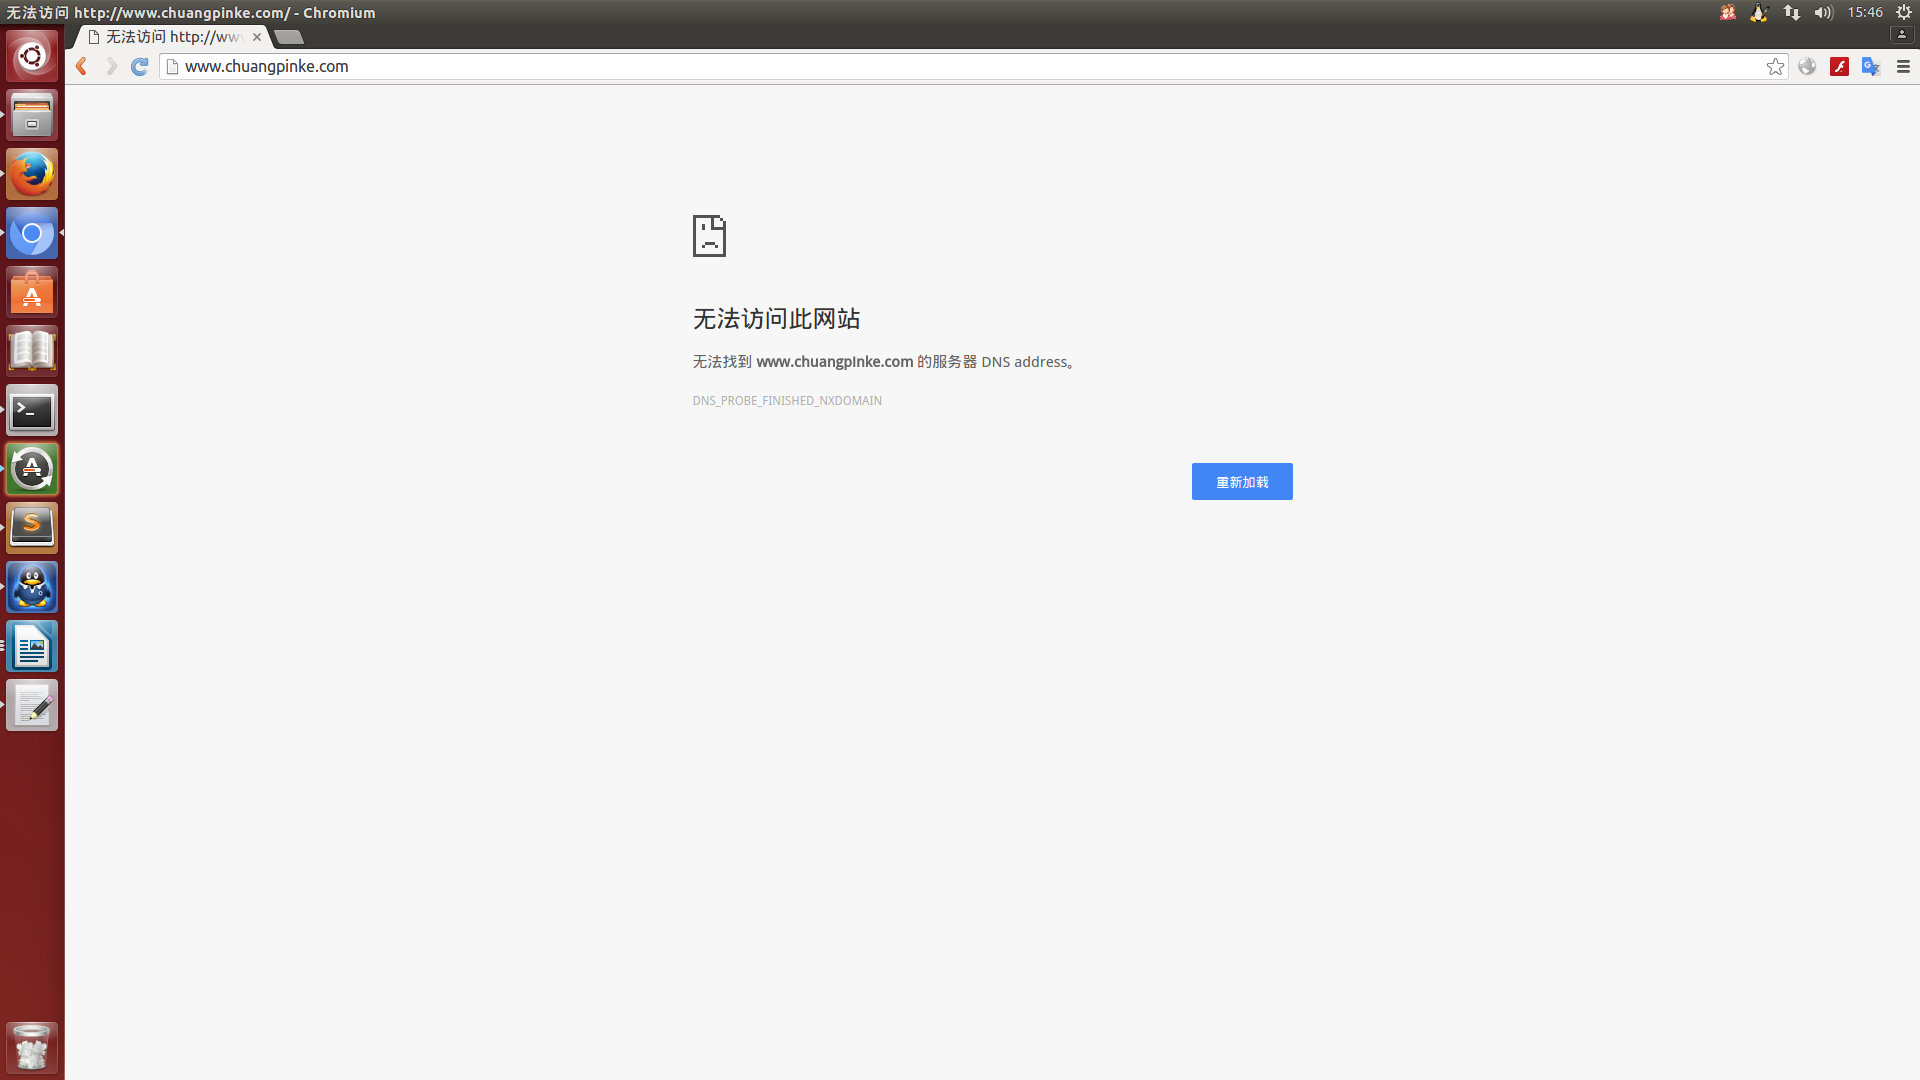 无法访问 http://www.chuangpinke.com/ - Chromium
15:46
无法访问 http://ww
www.chuangpinke.com
无法访问此网站
无法找到 www.chuangpinke.com 的服务器 DNS address。
DNS_PROBE_FINISHED_NXDOMAIN
重新加载